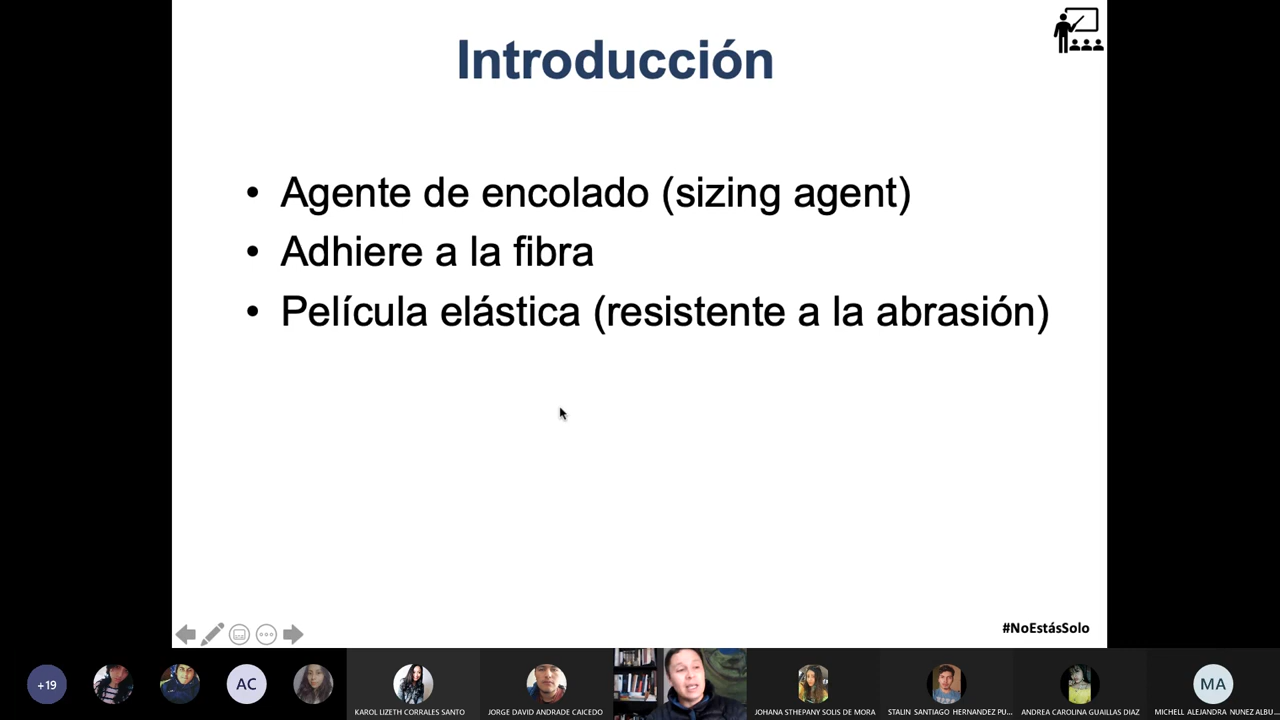 Introducción
• Agente de encolado (sizing agent)
• Adhiere a la fibra
• Película elástica (resistente a la abrasión)
#NoEstásSolo
+19
AC
KAROL LIZETH CORRALES SANTO
JORGE DAVID ANDRADE CAICEDO
JOHANA STHEPANY SOLIS DE MORA
STALIN SANTIAGO HERNANDEZ PU...
ANDREA CAROLINA GUAILLAS DIAZ
MA
MICHELL ALEJANDRA NUNEZ ALBU